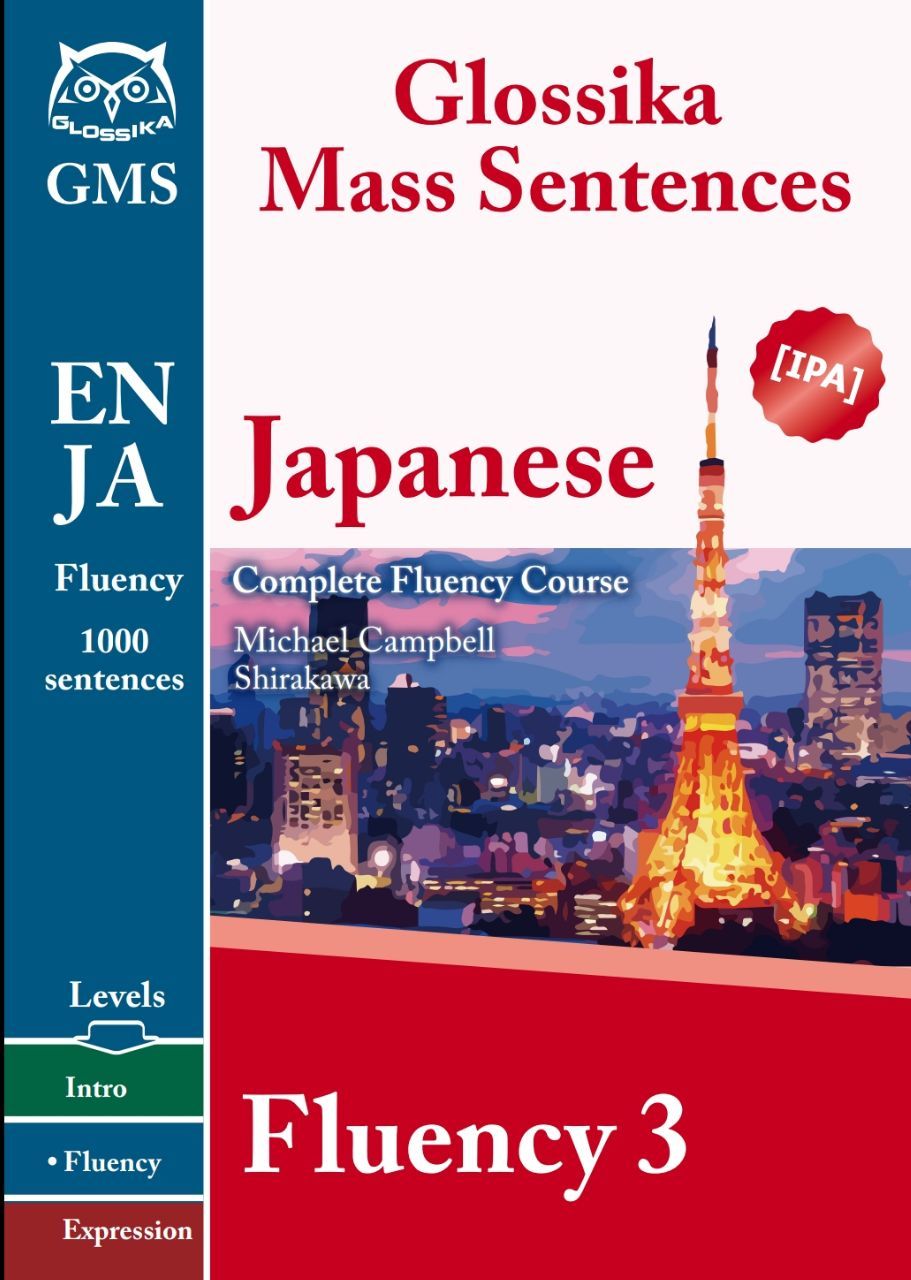 GLOSSIKA
GMS
EN
JA
Fluency
1000
sentences
Levels
Intro
• Fluency
Expression
Glossika
Mass Sentences
[IPA]
Japanese
Complete Fluency Course
Michael Campbell
Shirakawa
Fluency 3